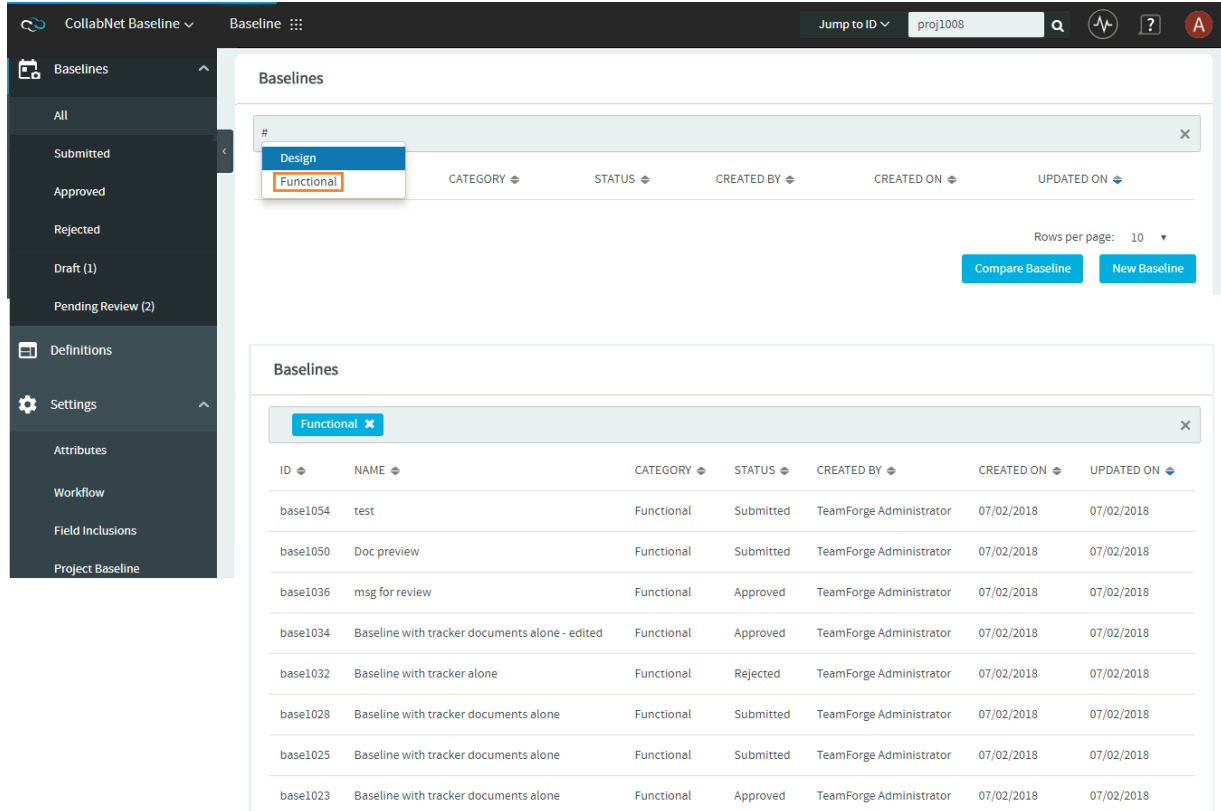 CollabNet Baseline
Baseline
Jump to ID
proj1008
?
A
Baselines
All
Submitted
Approved
Rejected
Draft (1)
Pending Review (2)
Definitions
Settings
Attributes
Workflow
Field Inclusions
Project Baseline
Baselines
#
Design
Functional
CATEGORY STATUS CREATED BY CREATED ON UPDATED ON
Rows per page: 10
Compare Baseline New Baseline
Baselines
Functional
ID NAME CATEGORY STATUS CREATED BY CREATED ON UPDATED ON
base1054 test Functional Submitted TeamForge Administrator 07/02/2018 07/02/2018
base1050 Doc preview Functional Submitted TeamForge Administrator 07/02/2018 07/02/2018
base1036 msg for review Functional Approved TeamForge Administrator 07/02/2018 07/02/2018
base1034 Baseline with tracker documents alone - edited Functional Approved TeamForge Administrator 07/02/2018 07/02/2018
base1032 Baseline with tracker alone Functional Rejected TeamForge Administrator 07/02/2018 07/02/2018
base1028 Baseline with tracker documents alone Functional Submitted TeamForge Administrator 07/02/2018 07/02/2018
base1025 Baseline with tracker documents alone Functional Submitted TeamForge Administrator 07/02/2018 07/02/2018
base1023 Baseline with tracker documents alone Functional Approved TeamForge Administrator 07/02/2018 07/02/2018